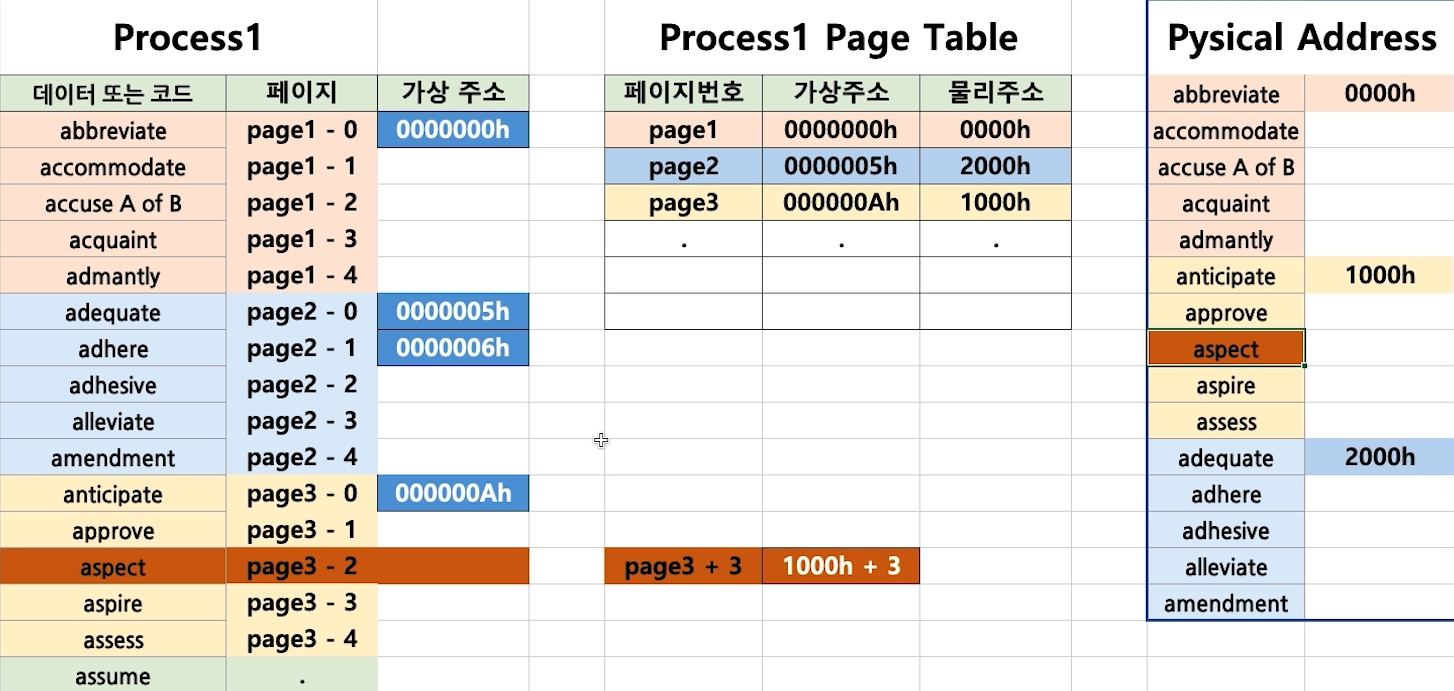 Process1 Process1 Page Table Pysical Address
데이터 또는 코드 페이지 가상 주소 페이지번호 가상주소 물리주소 abbreviate 0000h
abbreviate page1 - 0 0000000h page1 0000000h 0000h accommodate
accommodate page1 - 1 page2 0000005h 2000h accuse A of B
accuse A of B page1 - 2 page3 000000Ah 1000h acquaint
acquaint page1 - 3 . . . admantly
admantly page1 - 4 anticipate 1000h
adequate page2 - 0 0000005h approve
adhere page2 - 1 0000006h aspect
adhesive page2 - 2 aspire
alleviate page2 - 3 assess
amendment page2 - 4 adequate 2000h
anticipate page3 - 0 000000Ah adhere
approve page3 - 1 adhesive
aspect page3 - 2 page3 + 3 1000h + 3 alleviate
aspire page3 - 3 amendment
assess page3 - 4
assume .